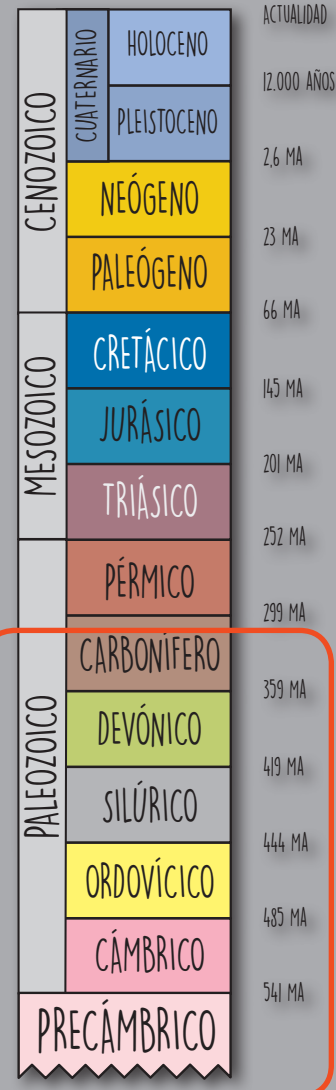 ACTUALIDAD
HOLOCENO
12.000 AÑOS
CUATERNARIO
PLEISTOCENO
2,6 MA
CENOZOICO
NEÓGENO
23 MA
PALEÓGENO
66 MA
CRETÁCICO
145 MA
MESOZOICO
JURÁSICO
201 MA
TRIÁSICO
252 MA
PÉRMICO
299 MA
CARBONÍFERO
359 MA
PALEOZOICO
DEVÓNICO
419 MA
SILÚRICO
444 MA
ORDOVÍCICO
485 MA
CÁMBRICO
541 MA
PRECÁMBRICO